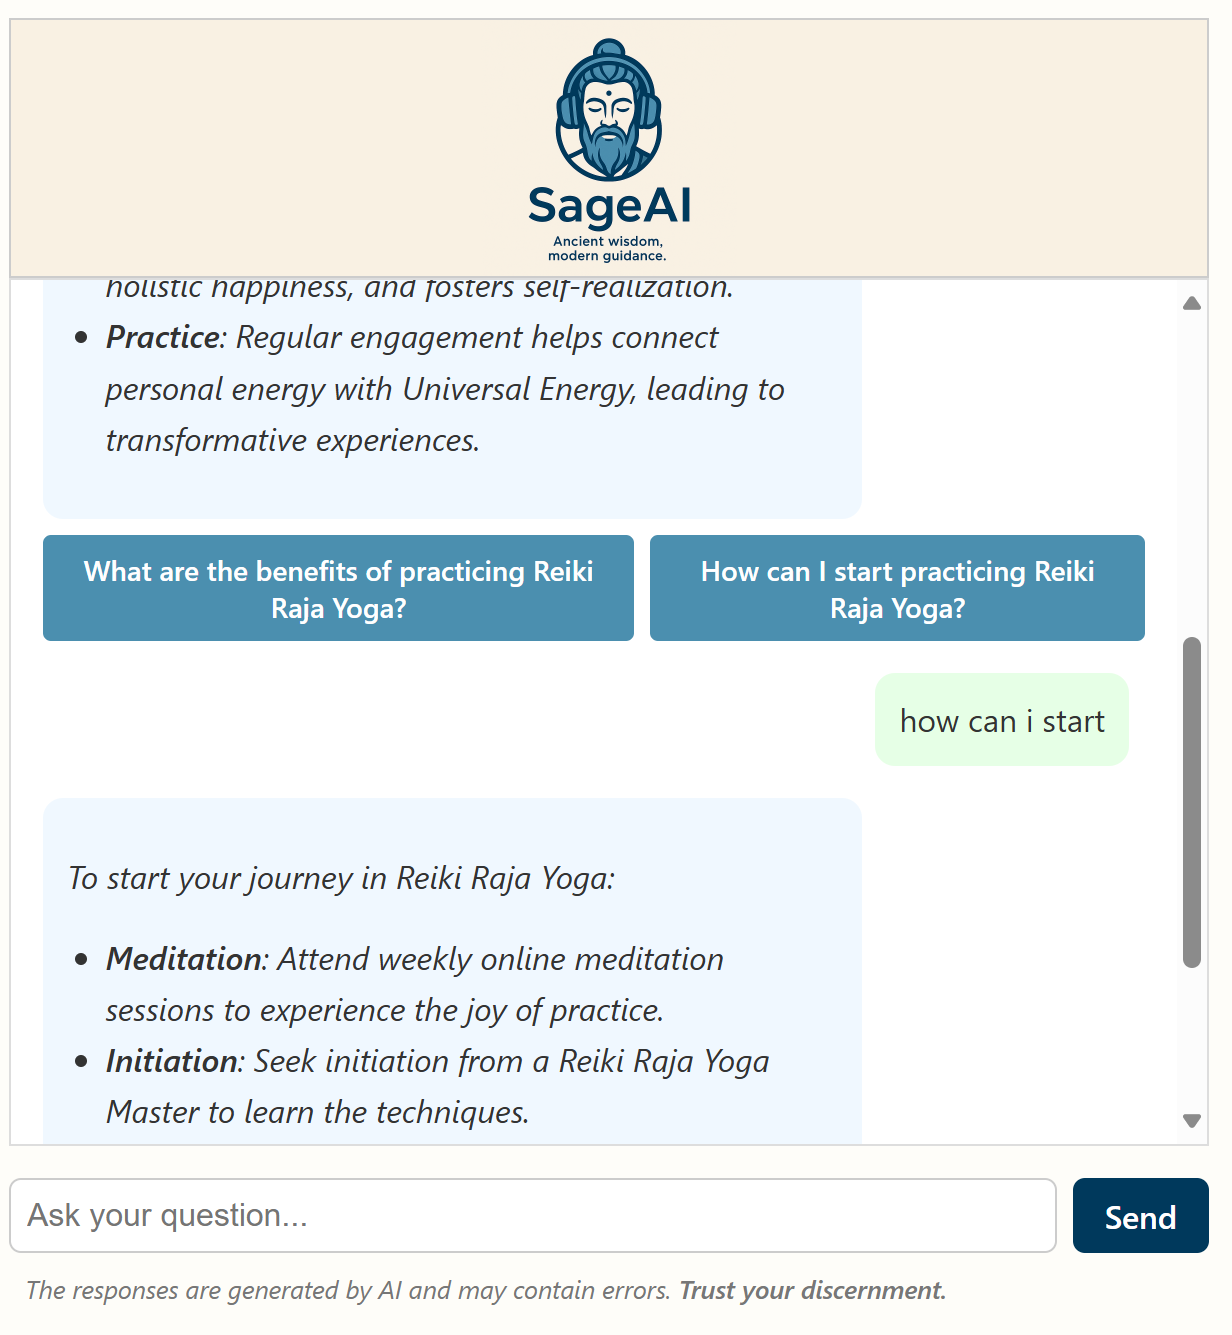 SageAI
Ancient wisdom,
modern guidance.
holistic happiness, and fosters self-realization.
Practice: Regular engagement helps connect
personal energy with Universal Energy, leading to
transformative experiences.
What are the benefits of practicing Reiki
Raja Yoga?
How can I start practicing Reiki
Raja Yoga?
how can i start
To start your journey in Reiki Raja Yoga:
Meditation: Attend weekly online meditation
sessions to experience the joy of practice.
Initiation: Seek initiation from a Reiki Raja Yoga
Master to learn the techniques.
Ask your question...
Send
The responses are generated by AI and may contain errors. Trust your discernment.